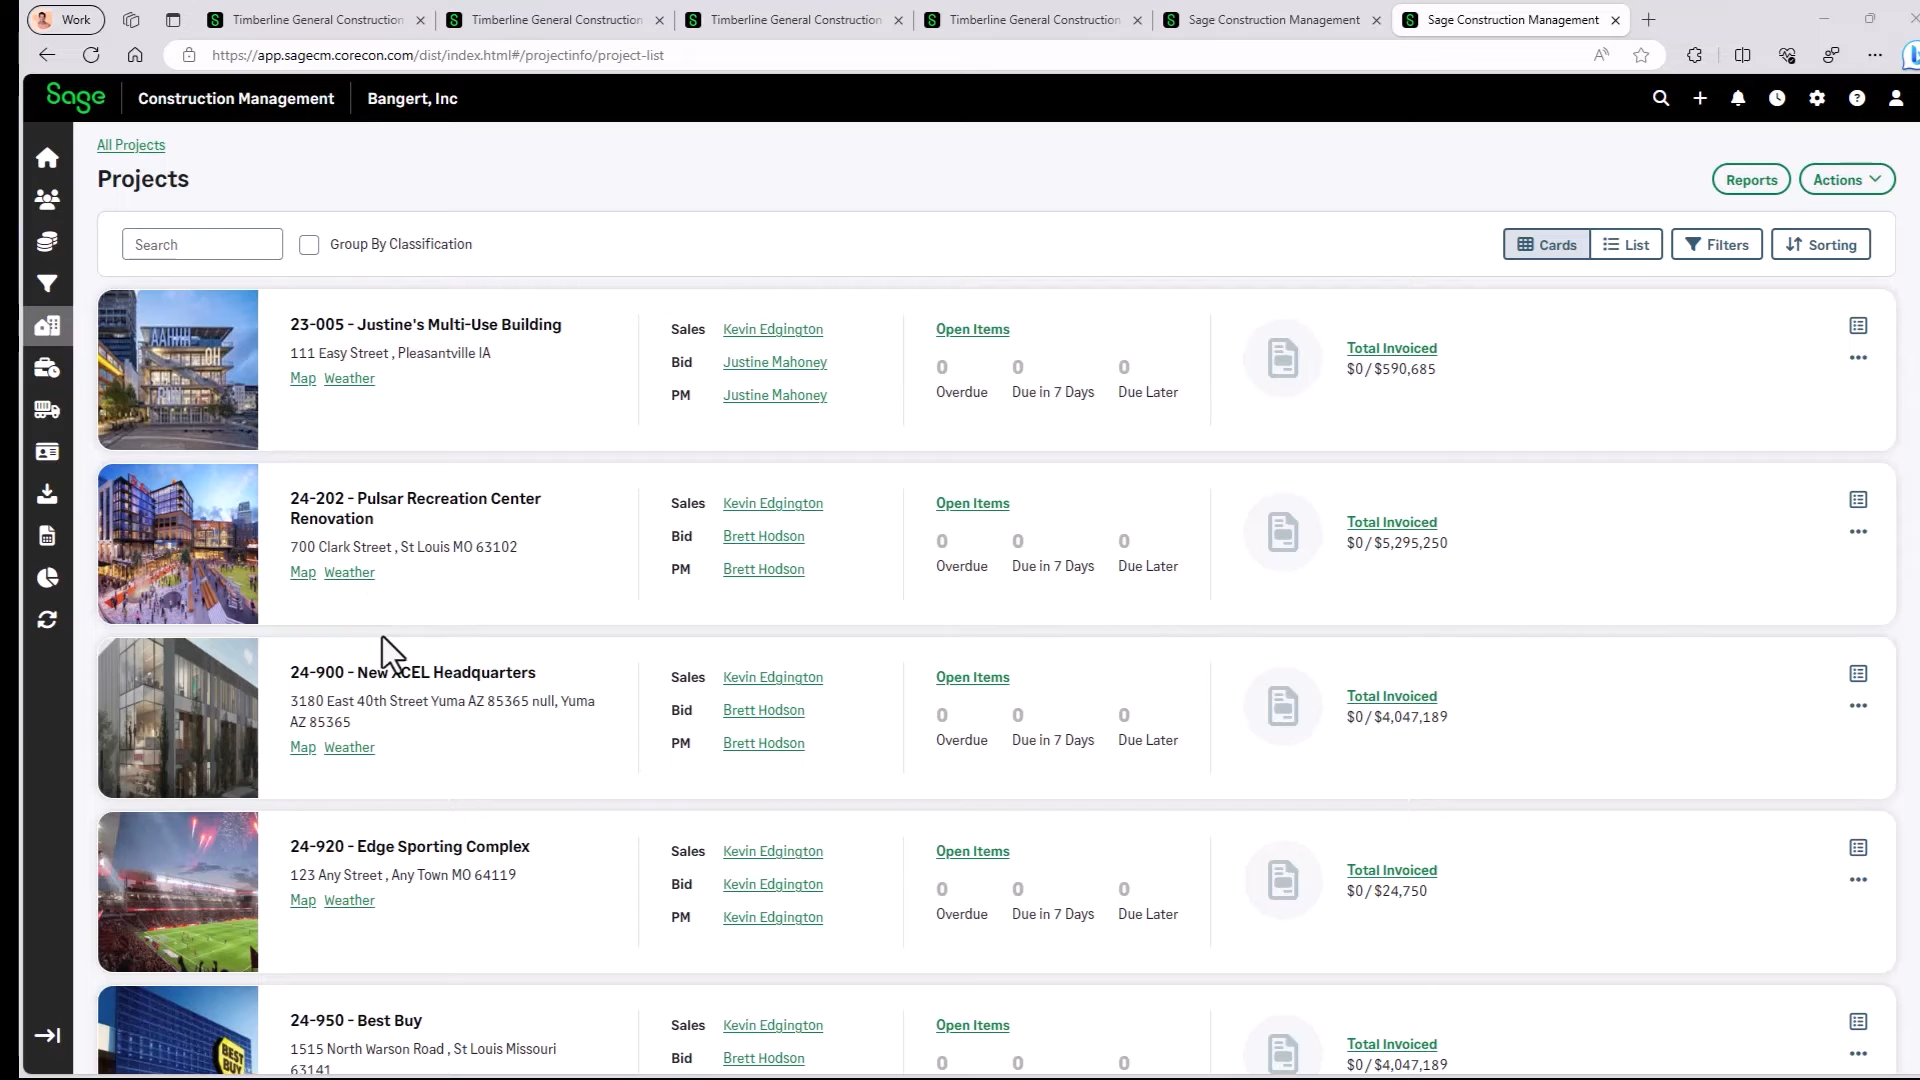 Work
Timberline General Construction
Timberline General Construction
Timberline General Construction
Timberline General Construction
Sage Construction Management
Sage Construction Management
https://app.sagecm.corecon.com/dist/index.html#/projectinfo/project-list
Sage
Construction Management
Bangert, Inc
All Projects
Projects
Reports
Actions
Search
Group By Classification
Cards
List
Filters
Sorting
23-005 - Justine's Multi-Use Building
111 Easy Street , Pleasantville IA
Map Weather
Sales Kevin Edgington
Bid Justine Mahoney
PM Justine Mahoney
Open Items
0 0 0
Overdue Due in 7 Days Due Later
Total Invoiced
$0 / $590,685
24-202 - Pulsar Recreation Center
Renovation
700 Clark Street , St Louis MO 63102
Map Weather
Sales Kevin Edgington
Bid Brett Hodson
PM Brett Hodson
Open Items
0 0 0
Overdue Due in 7 Days Due Later
Total Invoiced
$0 / $5,295,250
24-900 - New XCEL Headquarters
3180 East 40th Street Yuma AZ 85365 null, Yuma
AZ 85365
Map Weather
Sales Kevin Edgington
Bid Brett Hodson
PM Brett Hodson
Open Items
0 0 0
Overdue Due in 7 Days Due Later
Total Invoiced
$0 / $4,047,189
24-920 - Edge Sporting Complex
123 Any Street , Any Town MO 64119
Map Weather
Sales Kevin Edgington
Bid Kevin Edgington
PM Kevin Edgington
Open Items
0 0 0
Overdue Due in 7 Days Due Later
Total Invoiced
$0 / $24,750
BEST
BUY
24-950 - Best Buy
1515 North Warson Road , St Louis Missouri
63141
Sales Kevin Edgington
Bid Brett Hodson
Open Items
0 0 0
Total Invoiced
$0 / $4,047,189